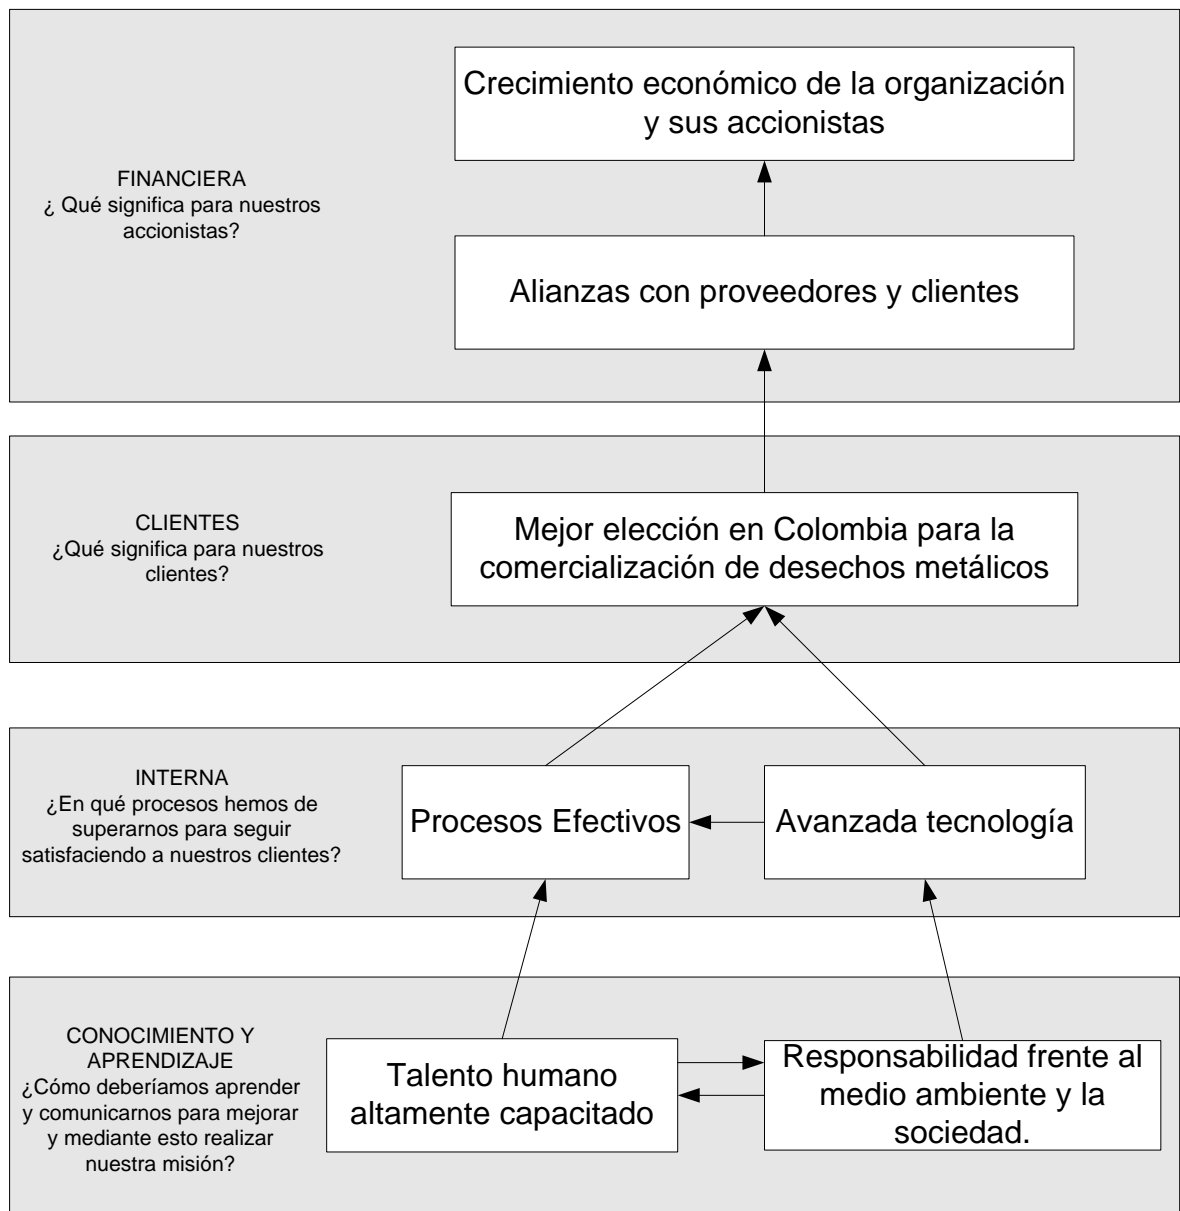 Crecimiento económico de la organización
y sus accionistas
FINANCIERA
¿ Qué significa para nuestros
accionistas?
Alianzas con proveedores y clientes
CLIENTES
¿Qué significa para nuestros
clientes?
Mejor elección en Colombia para la
comercialización de desechos metálicos
INTERNA
¿En qué procesos hemos de
superarnos para seguir
satisfaciendo a nuestros clientes?
Procesos Efectivos
Avanzada tecnología
CONOCIMIENTO Y
APRENDIZAJE
¿Cómo deberíamos aprender
y comunicarnos para mejorar
y mediante esto realizar
nuestra misión?
Talento humano
altamente capacitado
Responsabilidad frente al
medio ambiente y la
sociedad.